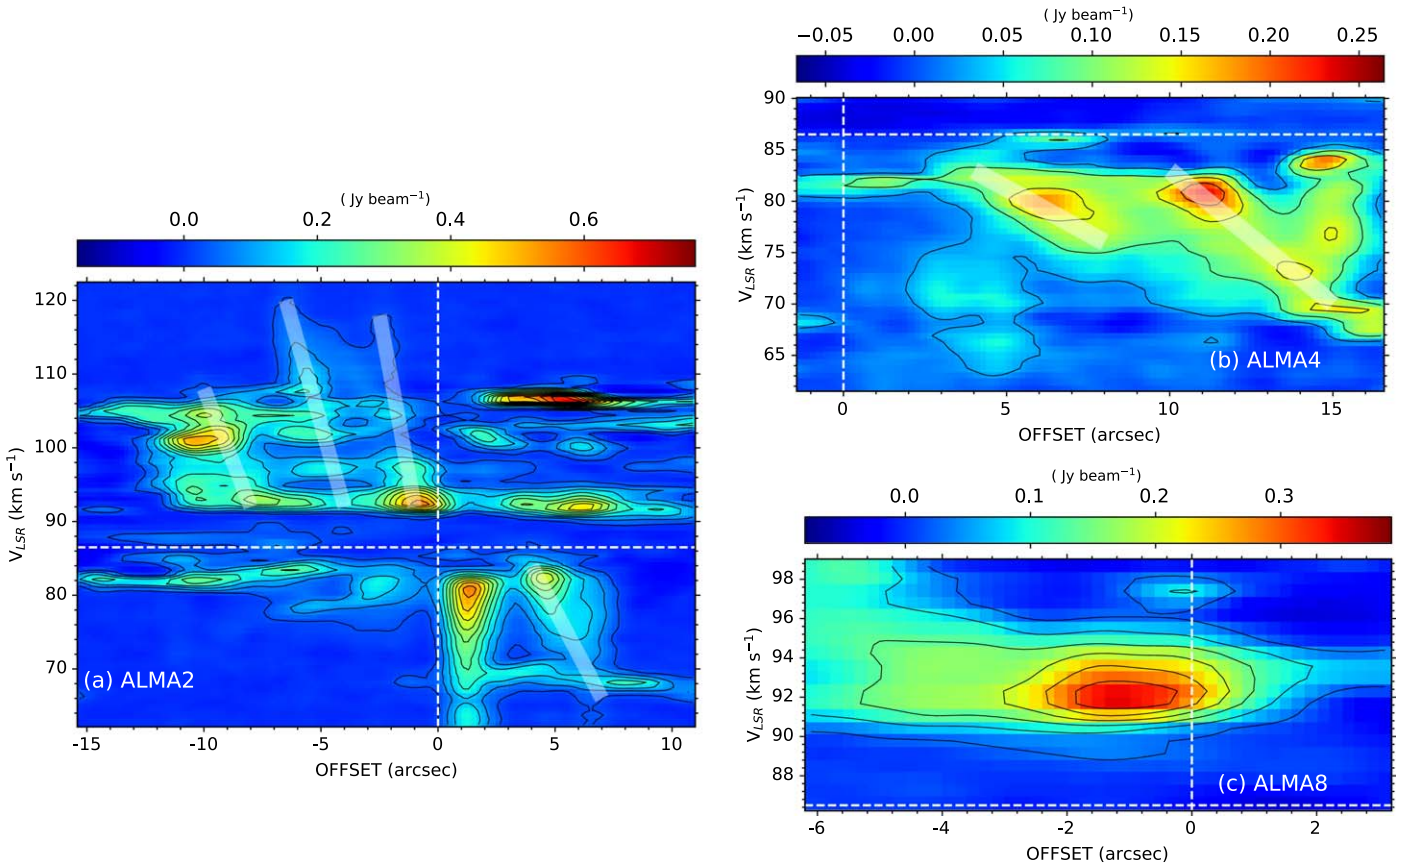 ( Jy beam⁻¹)
0.0 0.2 0.4 0.6
120
110
100
90
80
70
V_LSR (km s⁻¹)
(a) ALMA2
-15 -10 -5 0 5 10
OFFSET (arcsec)
( Jy beam⁻¹)
−0.05 0.00 0.05 0.10 0.15 0.20 0.25
90
85
80
75
70
65
V_LSR (km s⁻¹)
(b) ALMA4
0 5 10 15
OFFSET (arcsec)
( Jy beam⁻¹)
0.0 0.1 0.2 0.3
98
96
94
92
90
88
V_LSR (km s⁻¹)
(c) ALMA8
-6 -4 -2 0 2
OFFSET (arcsec)